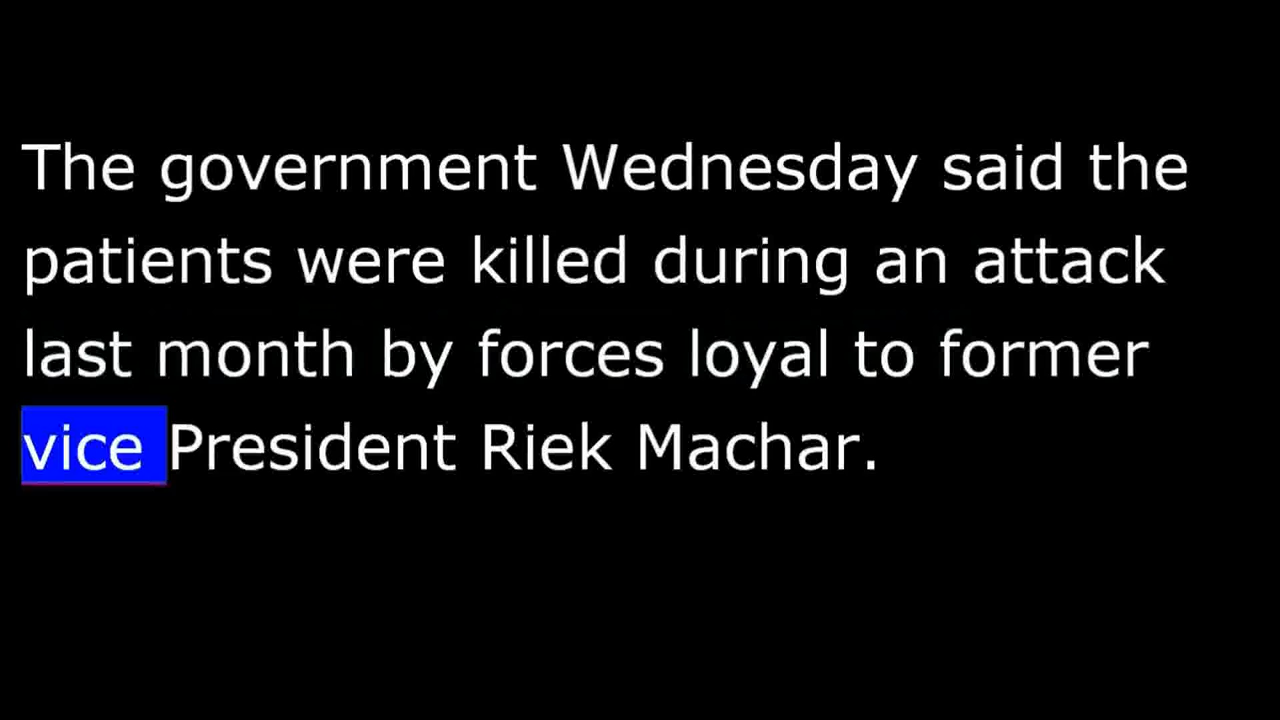 The government Wednesday said the
patients were killed during an attack
last month by forces loyal to former
vice President Riek Machar.